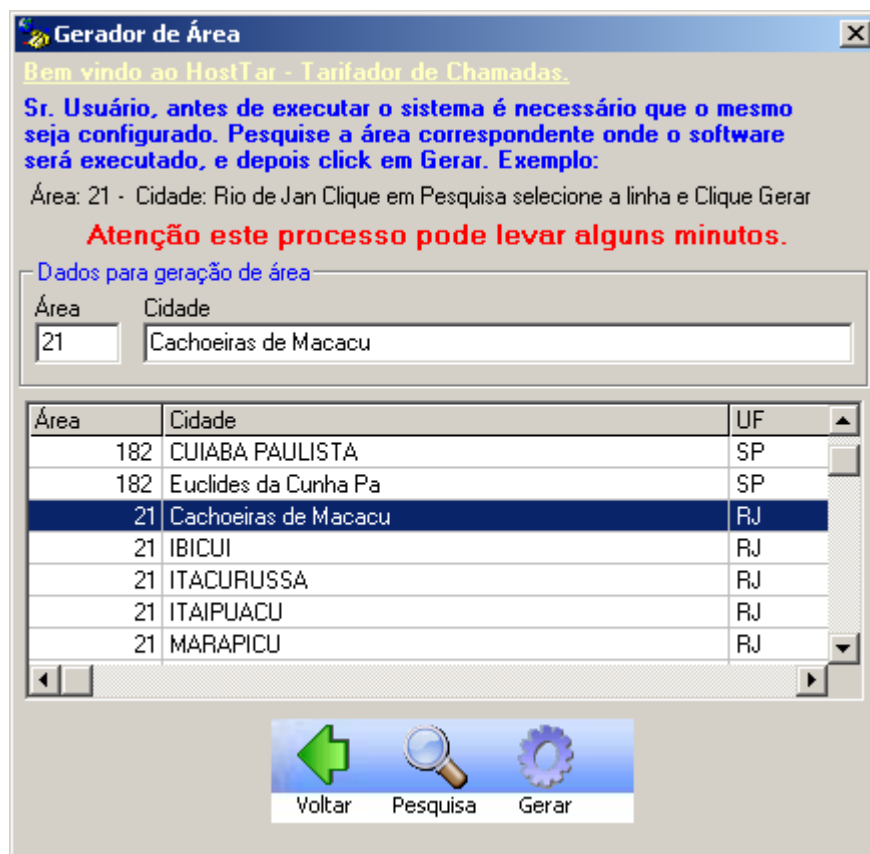 Gerador de Área
Bem vindo ao HostTar - Tarifador de Chamadas.
Sr. Usuário, antes de executar o sistema é necessário que o mesmo
seja configurado. Pesquise a área correspondente onde o software
será executado, e depois click em Gerar. Exemplo:
Área: 21 - Cidade: Rio de Jan Clique em Pesquisa selecione a linha e Clique Gerar
Atenção este processo pode levar alguns minutos.
Dados para geração de área
Área Cidade
21 Cachoeiras de Macacu
Área Cidade UF
182 CUIABA PAULISTA SP
182 Euclides da Cunha Pa SP
21 Cachoeiras de Macacu RJ
21 IBICUI RJ
21 ITACURUSSA RJ
21 ITAIPUACU RJ
21 MARAPICU RJ
Voltar Pesquisa Gerar